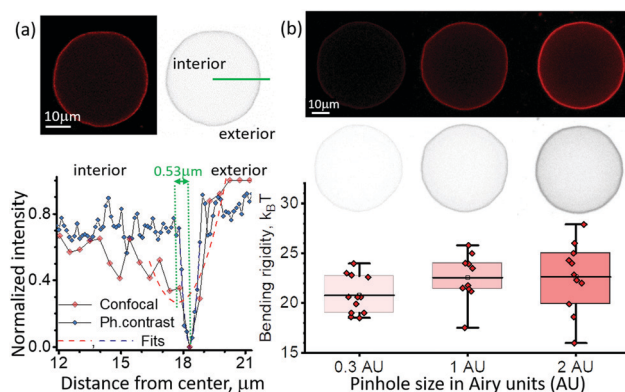 (a)
interior
exterior
10μm
interior
0.53μm
exterior
Normalized intensity
0.8
0.4
0.0
Confocal
Ph.contrast
Fits
12
15
18
21
Distance from center, μm
(b)
10μm
Bending rigidity, kBT
30
25
20
15
0.3 AU
1 AU
2 AU
Pinhole size in Airy units (AU)